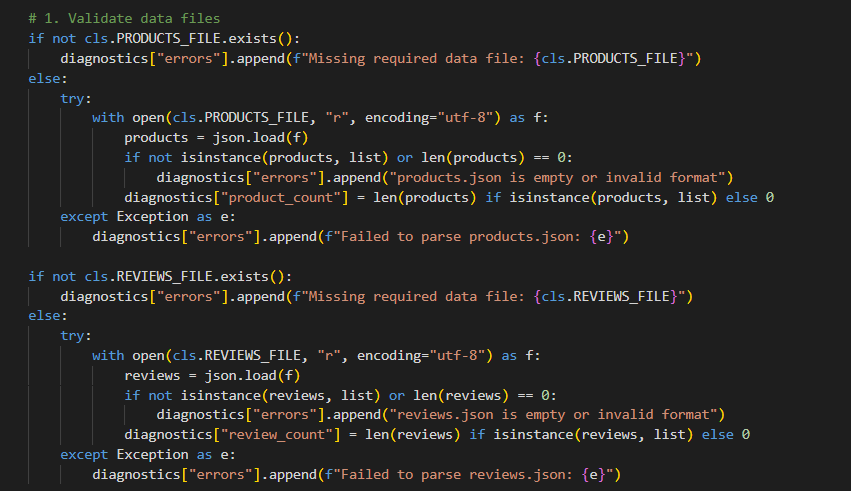 # 1. Validate data files
if not cls.PRODUCTS_FILE.exists():
    diagnostics["errors"].append(f"Missing required data file: {cls.PRODUCTS_FILE}")
else:
    try:
        with open(cls.PRODUCTS_FILE, "r", encoding="utf-8") as f:
            products = json.load(f)
            if not isinstance(products, list) or len(products) == 0:
                diagnostics["errors"].append("products.json is empty or invalid format")
            diagnostics["product_count"] = len(products) if isinstance(products, list) else 0
    except Exception as e:
        diagnostics["errors"].append(f"Failed to parse products.json: {e}")

if not cls.REVIEWS_FILE.exists():
    diagnostics["errors"].append(f"Missing required data file: {cls.REVIEWS_FILE}")
else:
    try:
        with open(cls.REVIEWS_FILE, "r", encoding="utf-8") as f:
            reviews = json.load(f)
            if not isinstance(reviews, list) or len(reviews) == 0:
                diagnostics["errors"].append("reviews.json is empty or invalid format")
            diagnostics["review_count"] = len(reviews) if isinstance(reviews, list) else 0
    except Exception as e:
        diagnostics["errors"].append(f"Failed to parse reviews.json: {e}")